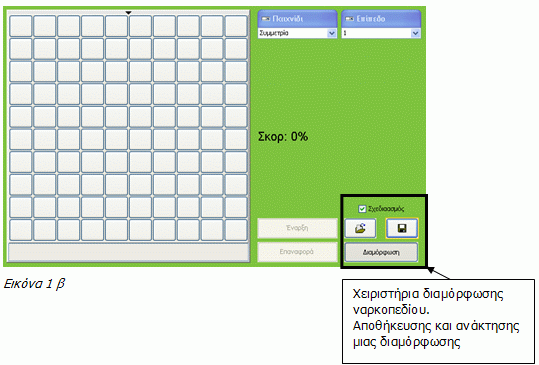 Παιχνίδι
Επίπεδο
Συμμετρία
1
Σκορ: 0%
Σχεδιασμός
Έναρξη
Επαναφορά
Διαμόρφωση
Εικόνα 1 β
Χειριστήρια διαμόρφωσης
ναρκοπεδίου.
Αποθήκευσης και ανάκτησης
μιας διαμόρφωσης